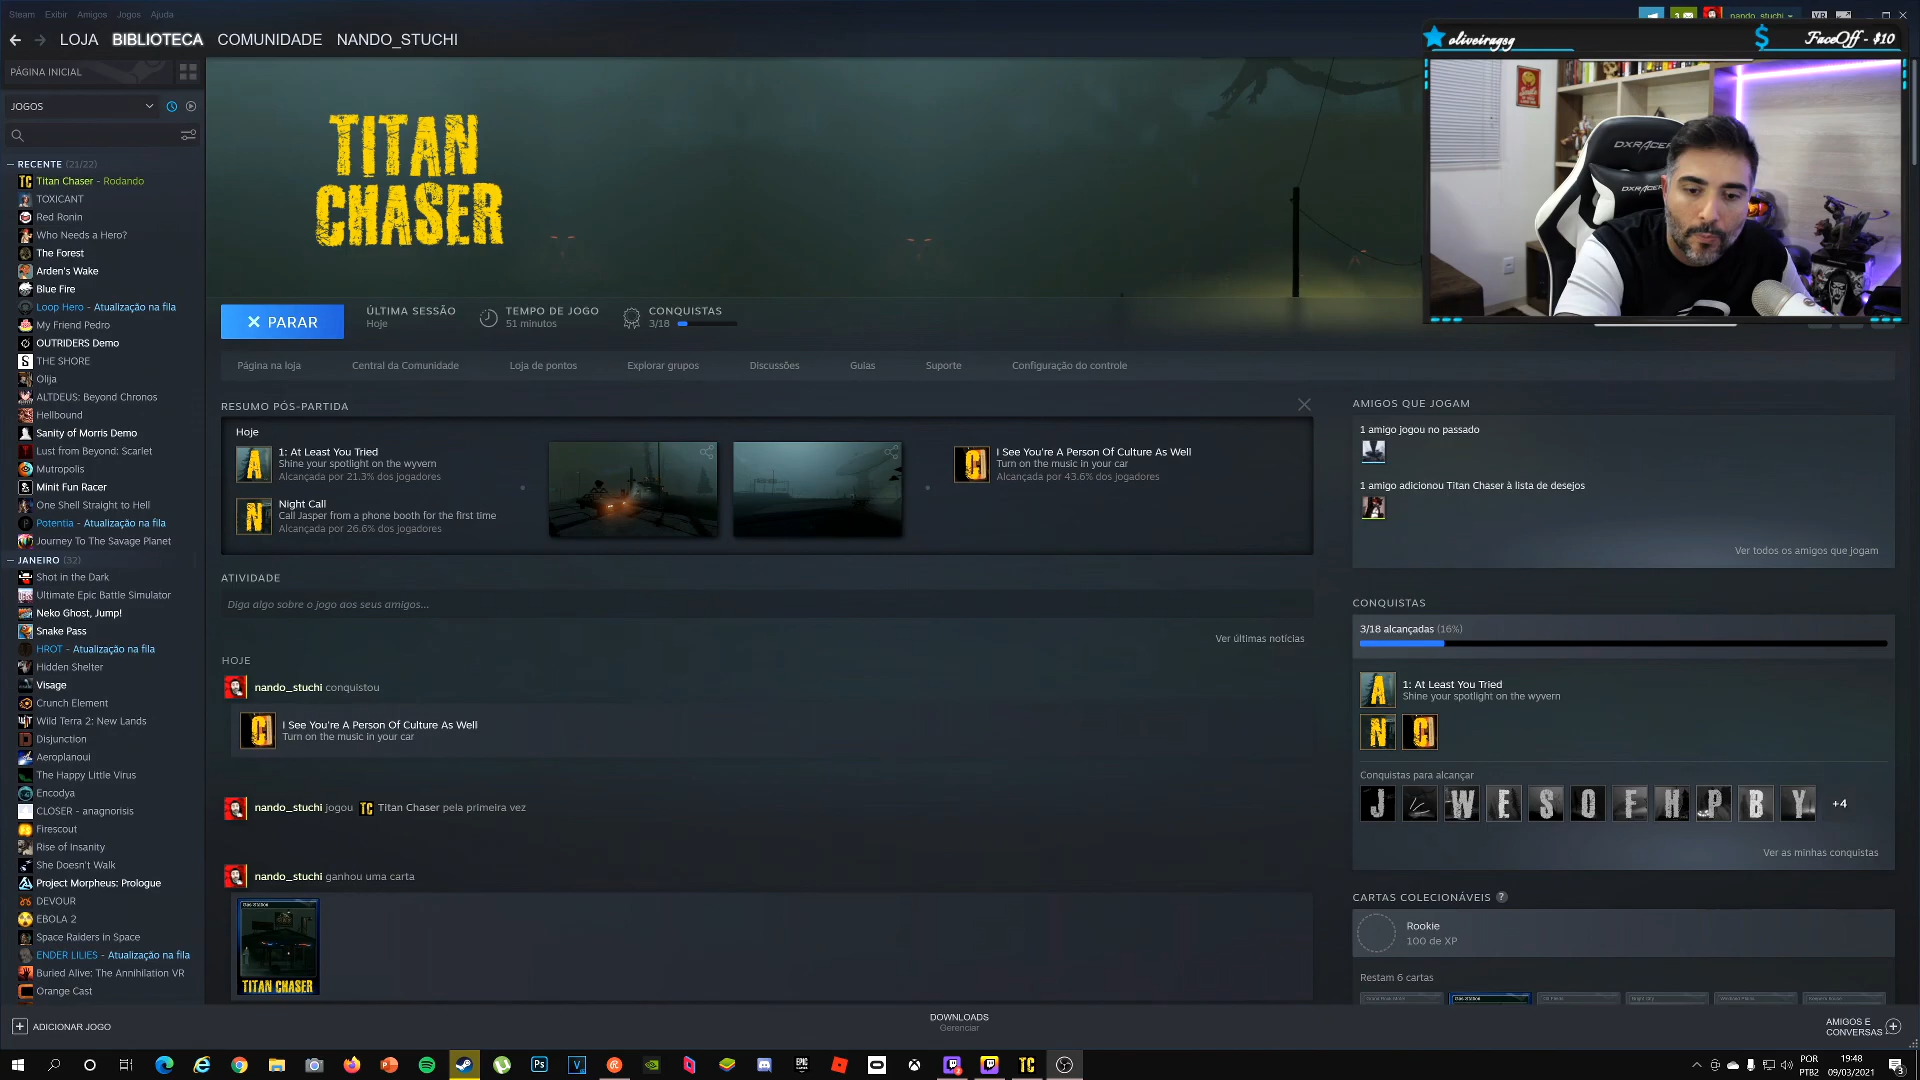 Steam Exibir Amigos Jogos Ajuda
nando_stuchi
LOJA BIBLIOTECA COMUNIDADE NANDO_STUCHI
oliveiragsg
FaceOff - $10
PÁGINA INICIAL
JOGOS
RECENTE (21/22)
Titan Chaser - Rodando
TOXICANT
Red Ronin
Who Needs a Hero?
The Forest
Arden's Wake
Blue Fire
Loop Hero - Atualização na fila
My Friend Pedro
OUTRIDERS Demo
THE SHORE
Olija
ALTDEUS: Beyond Chronos
Hellbound
Sanity of Morris Demo
Lust from Beyond: Scarlet
Mutropolis
Minit Fun Racer
One Shell Straight to Hell
Potentia - Atualização na fila
Journey To The Savage Planet
JANEIRO (32)
Shot in the Dark
Ultimate Epic Battle Simulator
Neko Ghost, Jump!
Snake Pass
HROT - Atualização na fila
Hidden Shelter
Visage
Crunch Element
Wild Terra 2: New Lands
Disjunction
Aeroplanoui
The Happy Little Virus
Encodya
CLOSER - anagnorisis
Firescout
Rise of Insanity
She Doesn't Walk
Project Morpheus: Prologue
DEVOUR
EBOLA 2
Space Raiders in Space
ENDER LILIES - Atualização na fila
Buried Alive: The Annihilation VR
Orange Cast
TITAN
CHASER
DXRACER
DXRACER
PARAR
ÚLTIMA SESSÃO
Hoje
TEMPO DE JOGO
51 minutos
CONQUISTAS
3/18
Página na loja Central da Comunidade Loja de pontos Explorar grupos Discussões Guias Suporte Configuração do controle
RESUMO PÓS-PARTIDA
Hoje
1: At Least You Tried
Shine your spotlight on the wyvern
Alcançada por 21.3% dos jogadores
Night Call
Call Jasper from a phone booth for the first time
Alcançada por 26.6% dos jogadores
I See You're A Person Of Culture As Well
Turn on the music in your car
Alcançada por 43.6% dos jogadores
ATIVIDADE
Diga algo sobre o jogo aos seus amigos...
Ver últimas notícias
HOJE
nando_stuchi conquistou
I See You're A Person Of Culture As Well
Turn on the music in your car
nando_stuchi jogou TC Titan Chaser pela primeira vez
nando_stuchi ganhou uma carta
Gas Station
TITAN CHASER
AMIGOS QUE JOGAM
1 amigo jogou no passado
1 amigo adicionou Titan Chaser à lista de desejos
Ver todos os amigos que jogam
CONQUISTAS
3/18 alcançadas (16%)
1: At Least You Tried
Shine your spotlight on the wyvern
Conquistas para alcançar
J W E S O F H P B Y +4
Ver as minhas conquistas
CARTAS COLECIONÁVEIS ?
Rookie
100 de XP
Restam 6 cartas
Gas Station
ADICIONAR JOGO
DOWNLOADS
Gerenciar
AMIGOS E
CONVERSAS
POR
PTB2
19:48
09/03/2021